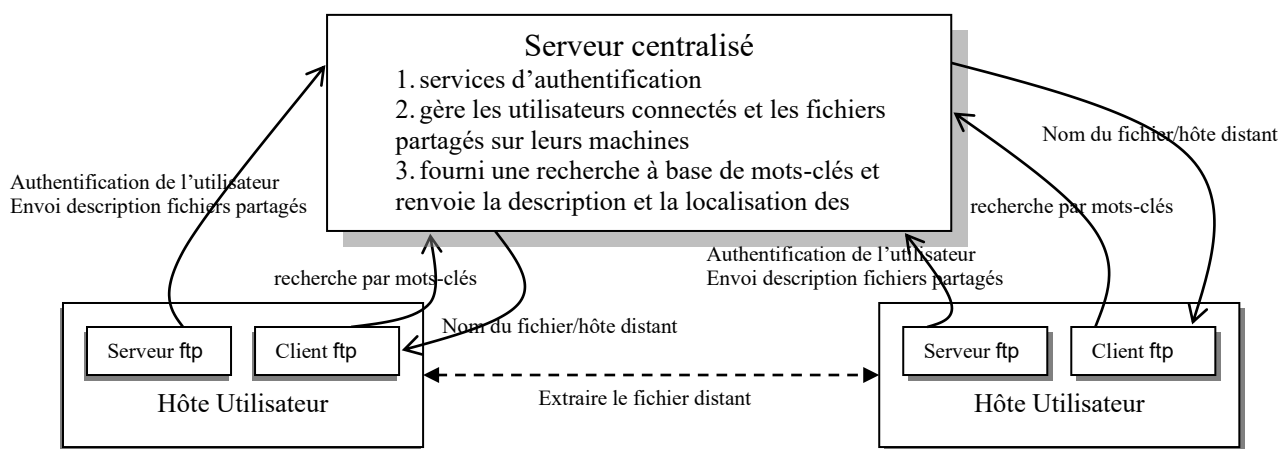 Serveur centralisé
1. services d’authentification
2. gère les utilisateurs connectés et les fichiers
partagés sur leurs machines
3. fourni une recherche à base de mots-clés et
renvoie la description et la localisation des
Nom du fichier/hôte distant
Authentification de l’utilisateur
Envoi description fichiers partagés
recherche par mots-clés
Authentification de l’utilisateur
Envoi description fichiers partagés
recherche par mots-clés
Nom du fichier/hôte distant
Serveur ftp
Client ftp
Hôte Utilisateur
Extraire le fichier distant
Serveur ftp
Client ftp
Hôte Utilisateur